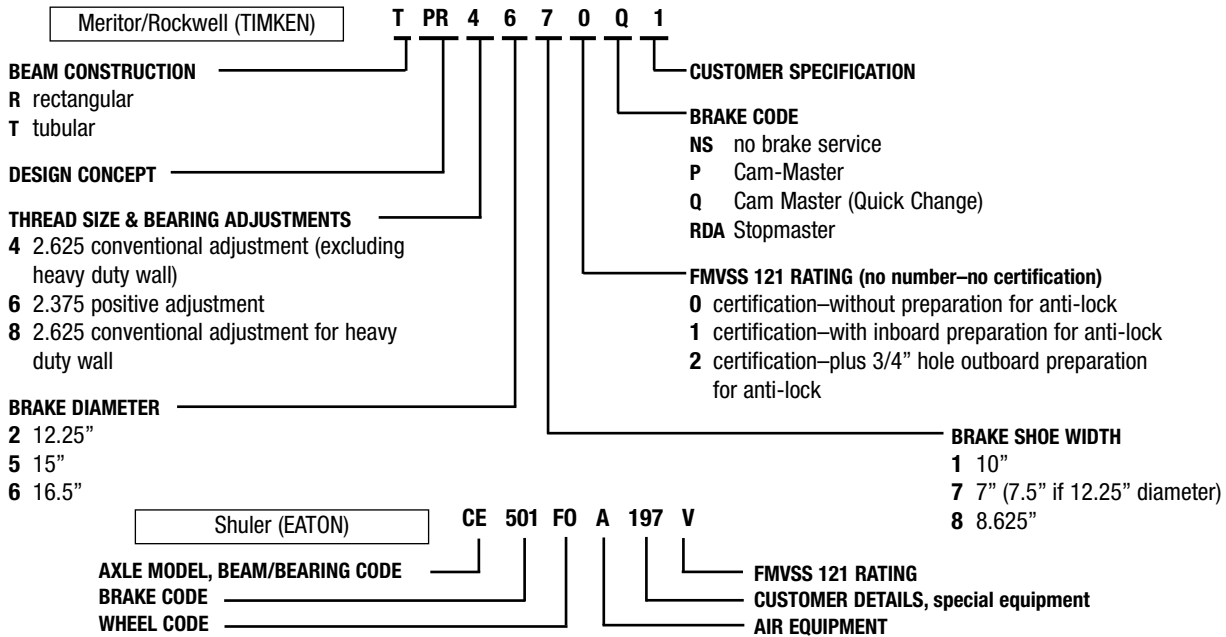 Meritor/Rockwell (TIMKEN)
T PR 4 6 7 0 Q 1
BEAM CONSTRUCTION
R rectangular
T tubular
DESIGN CONCEPT
THREAD SIZE & BEARING ADJUSTMENTS
4 2.625 conventional adjustment (excluding
heavy duty wall)
6 2.375 positive adjustment
8 2.625 conventional adjustment for heavy
duty wall
BRAKE DIAMETER
2 12.25”
5 15”
6 16.5”
CUSTOMER SPECIFICATION
BRAKE CODE
NS no brake service
P Cam-Master
Q Cam Master (Quick Change)
RDA Stopmaster
FMVSS 121 RATING (no number–no certification)
0 certification–without preparation for anti-lock
1 certification–with inboard preparation for anti-lock
2 certification–plus 3/4” hole outboard preparation
for anti-lock
BRAKE SHOE WIDTH
1 10”
7 7” (7.5” if 12.25” diameter)
8 8.625”
Shuler (EATON)
CE 501 F0 A 197 V
AXLE MODEL, BEAM/BEARING CODE
BRAKE CODE
WHEEL CODE
FMVSS 121 RATING
CUSTOMER DETAILS, special equipment
AIR EQUIPMENT